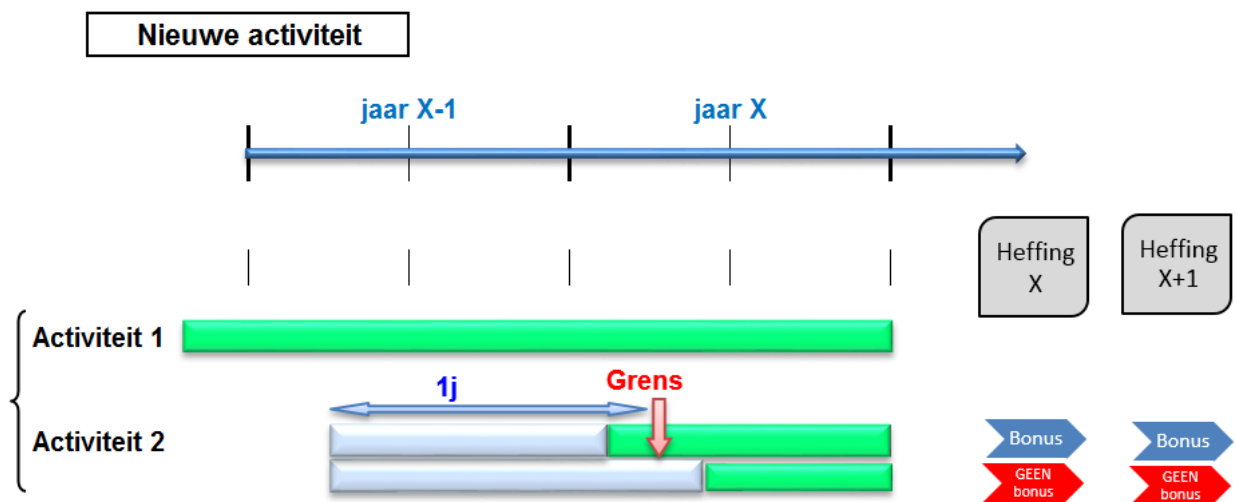 Nieuwe activiteit
jaar X-1
jaar X
Heffing
X
Heffing
X+1
Activiteit 1
1j
Grens
Activiteit 2
Bonus
Bonus
GEEN
bonus
GEEN
bonus